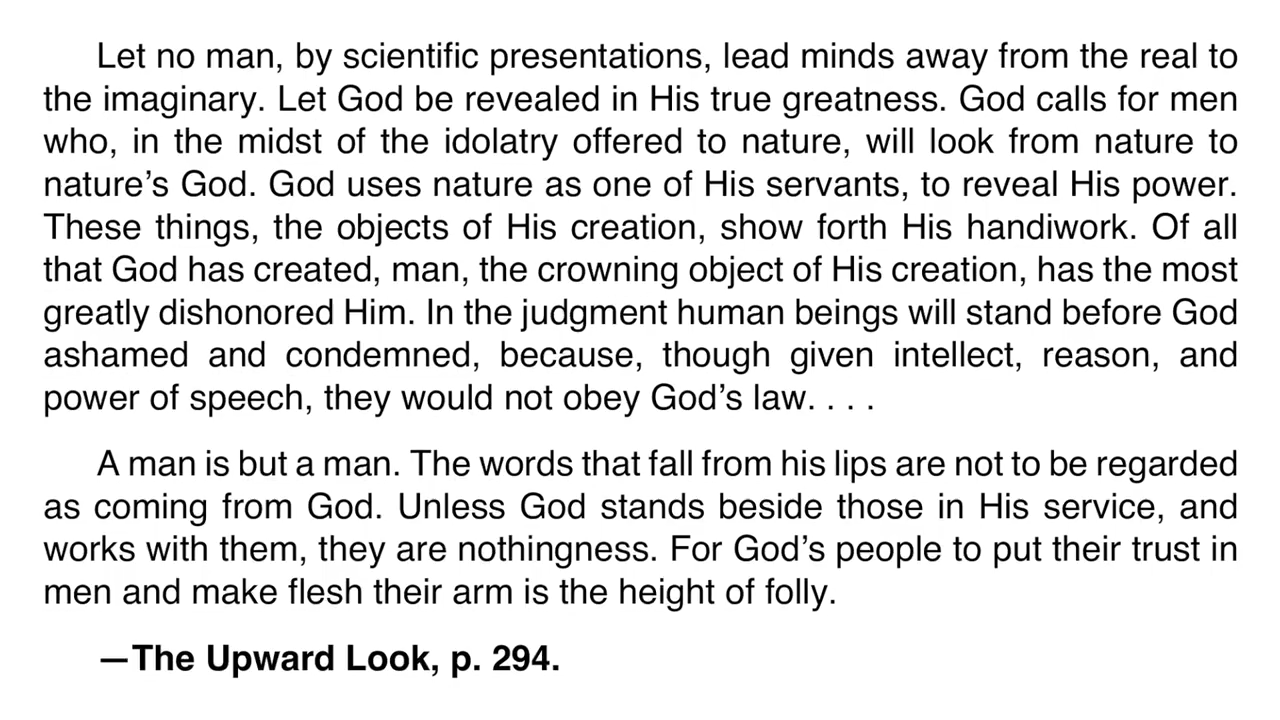 Let no man, by scientific presentations, lead minds away from the real to
the imaginary. Let God be revealed in His true greatness. God calls for men
who, in the midst of the idolatry offered to nature, will look from nature to
nature’s God. God uses nature as one of His servants, to reveal His power.
These things, the objects of His creation, show forth His handiwork. Of all
that God has created, man, the crowning object of His creation, has the most
greatly dishonored Him. In the judgment human beings will stand before God
ashamed and condemned, because, though given intellect, reason, and
power of speech, they would not obey God’s law. . . .
A man is but a man. The words that fall from his lips are not to be regarded
as coming from God. Unless God stands beside those in His service, and
works with them, they are nothingness. For God’s people to put their trust in
men and make flesh their arm is the height of folly.
—The Upward Look, p. 294.